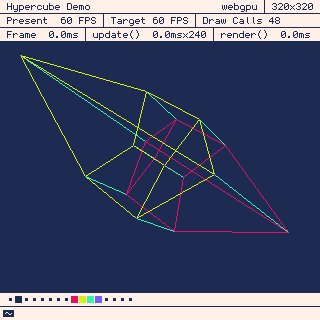 Hypercube Demo webgpu 320x320
Present 60 FPS Target 60 FPS Draw Calls 48
Frame 0.0ms update() 0.0msx240 render() 0.0ms